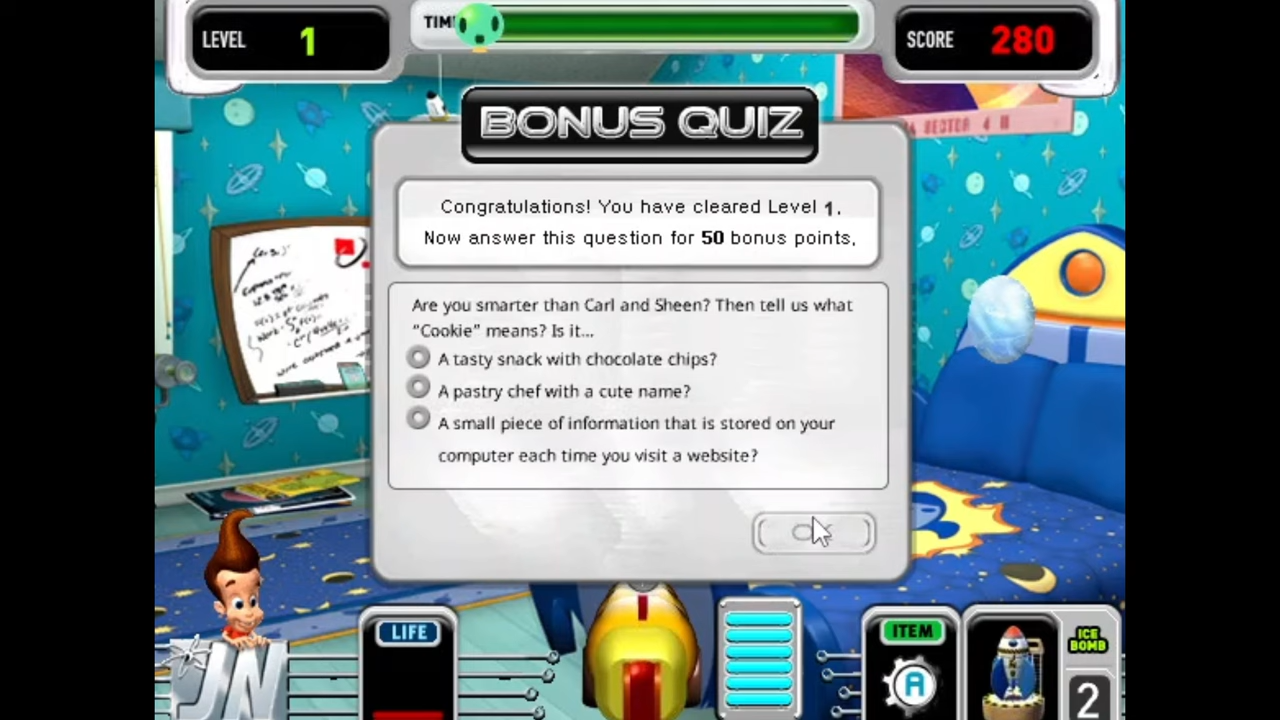 LEVEL 1
TIM
SCORE 280
BONUS QUIZ
SECTOR 4
Congratulations! You have cleared Level 1.
Now answer this question for 50 bonus points.
Are you smarter than Carl and Sheen? Then tell us what
“Cookie” means? Is it...
A tasty snack with chocolate chips?
A pastry chef with a cute name?
A small piece of information that is stored on your
computer each time you visit a website?
LIFE
ITEM
A
ICE
BOMB
2
JN